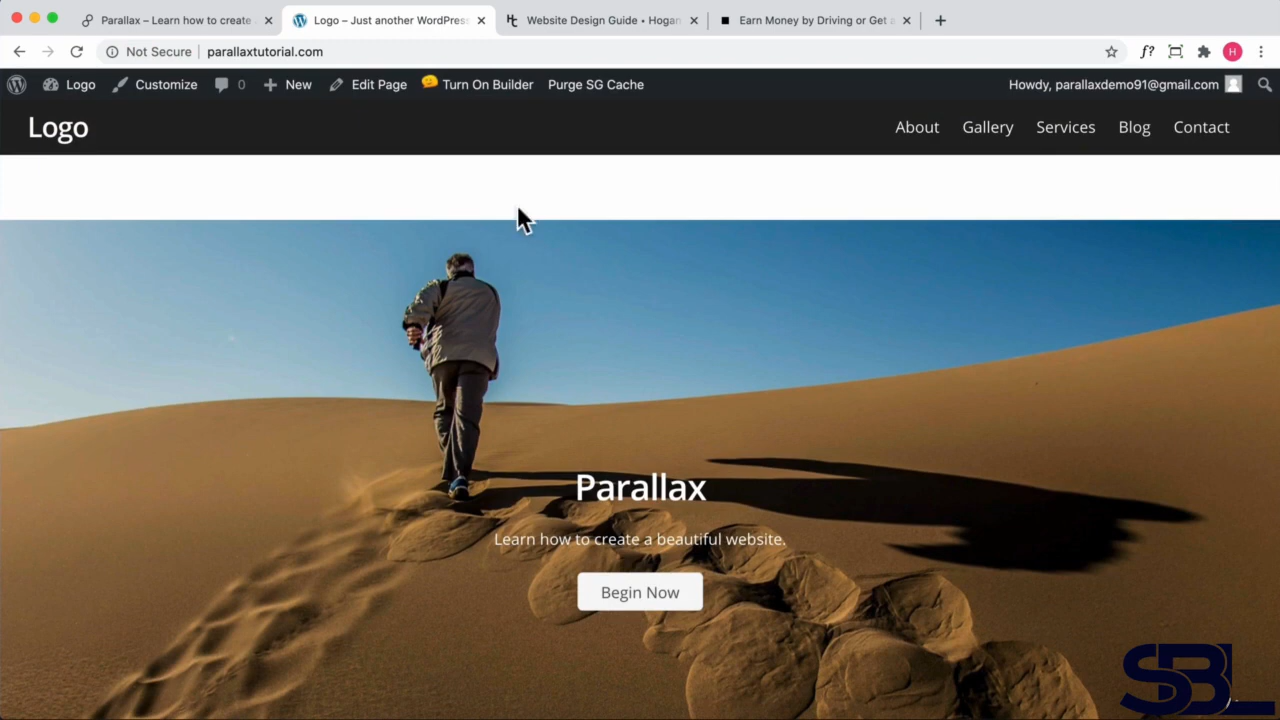 Parallax – Learn how to create
Logo – Just another WordPress
Website Design Guide • Hogan
Earn Money by Driving or Get
Not Secure
parallaxtutorial.com
f?
H
Logo
Customize
0
New
Edit Page
Turn On Builder
Purge SG Cache
Howdy, parallaxdemo91@gmail.com
Logo
About
Gallery
Services
Blog
Contact
Parallax
Learn how to create a beautiful website.
Begin Now
SBL